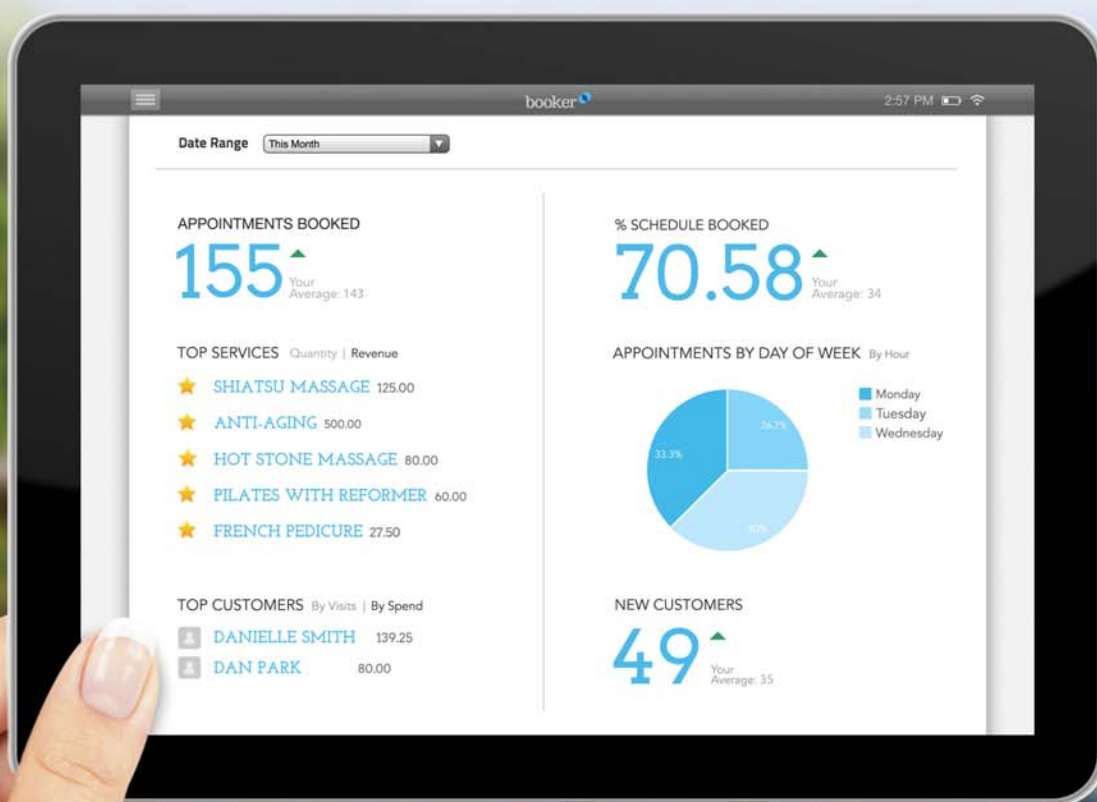 booker
2:57 PM
Date Range This Month
APPOINTMENTS BOOKED
155
Your
Average: 143
TOP SERVICES Quantity | Revenue
SHIATSU MASSAGE 125.00
ANTI-AGING 500.00
HOT STONE MASSAGE 80.00
PILATES WITH REFORMER 60.00
FRENCH PEDICURE 27.50
TOP CUSTOMERS By Visits | By Spend
DANIELLE SMITH 139.25
DAN PARK 80.00
% SCHEDULE BOOKED
70.58
Your
Average: 34
APPOINTMENTS BY DAY OF WEEK By Hour
Monday
Tuesday
Wednesday
26.7%
33.3%
40%
NEW CUSTOMERS
49
Your
Average: 35